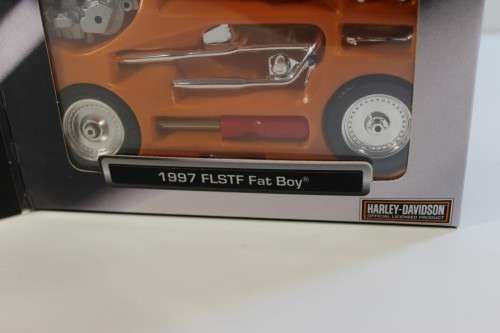 1997 FLSTF Fat Boy®
HARLEY-DAVIDSON
OFFICIAL LICENSED PRODUCT